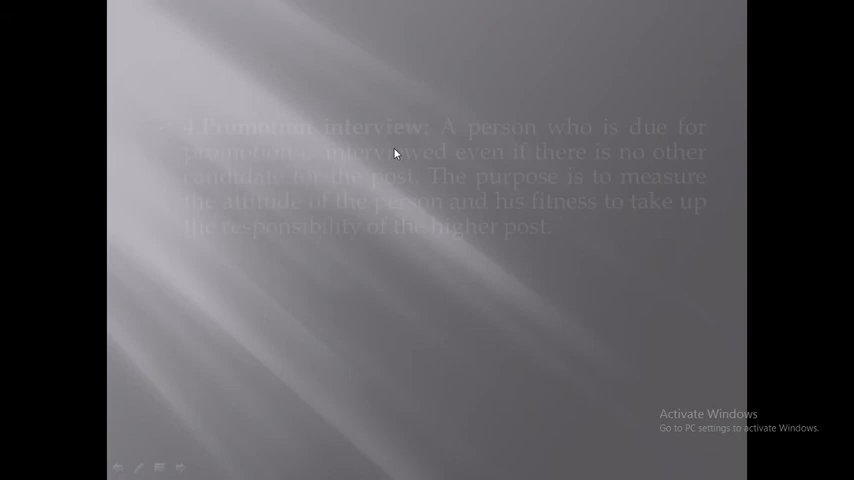 4.Promotion interview: A person who is due for
promotion is interviewed even if there is no other
candidate for the post. The purpose is to measure
the attitude of the person and his fitness to take up
the responsibility of the higher post.
Activate Windows
Go to PC settings to activate Windows.